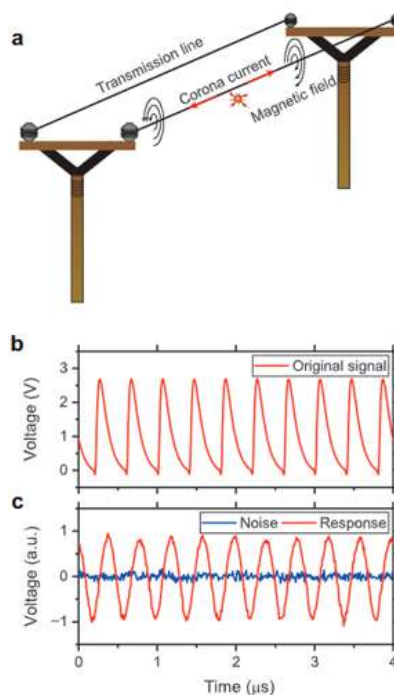 a
Transmission line
Corona current
Magnetic field
b
Original signal
Voltage (V)
3
2
1
0
c
Noise
Response
Voltage (a.u.)
1
0
−1
0 1 2 3 4
Time (μs)